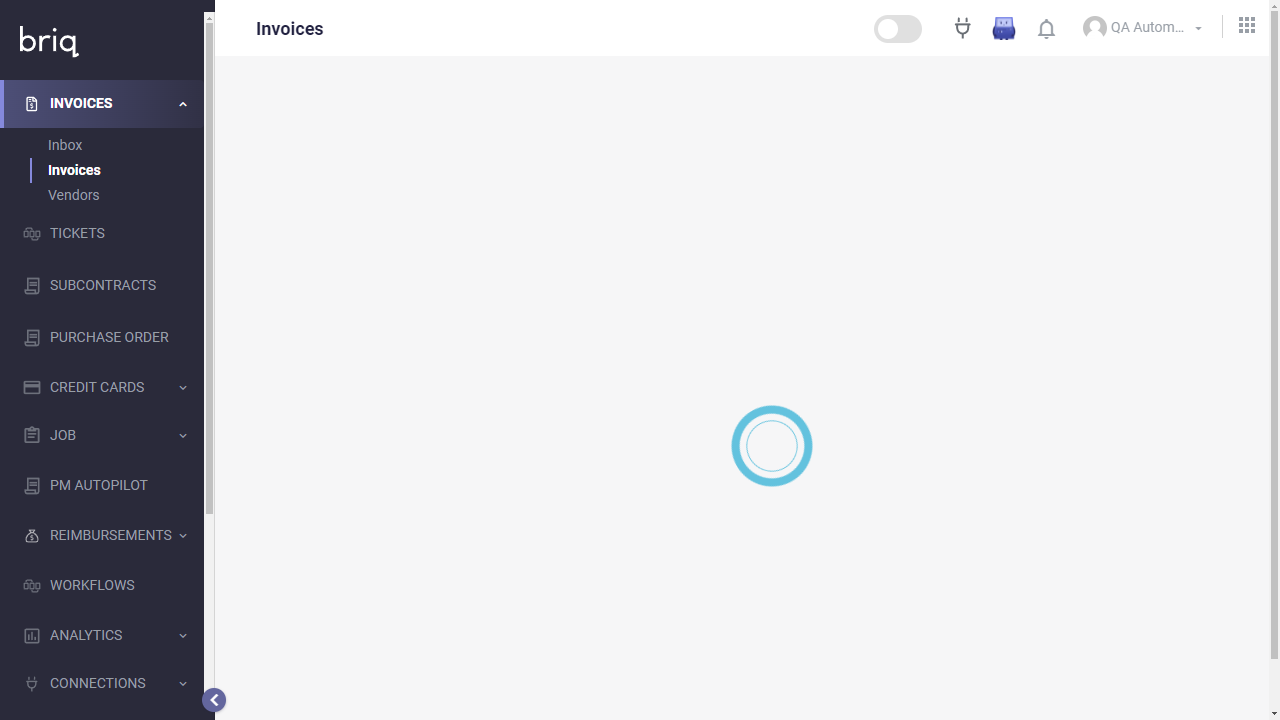 briq
Invoices
QA Autom...
INVOICES
Inbox
Invoices
Vendors
TICKETS
SUBCONTRACTS
PURCHASE ORDER
CREDIT CARDS
JOB
PM AUTOPILOT
REIMBURSEMENTS
WORKFLOWS
ANALYTICS
CONNECTIONS